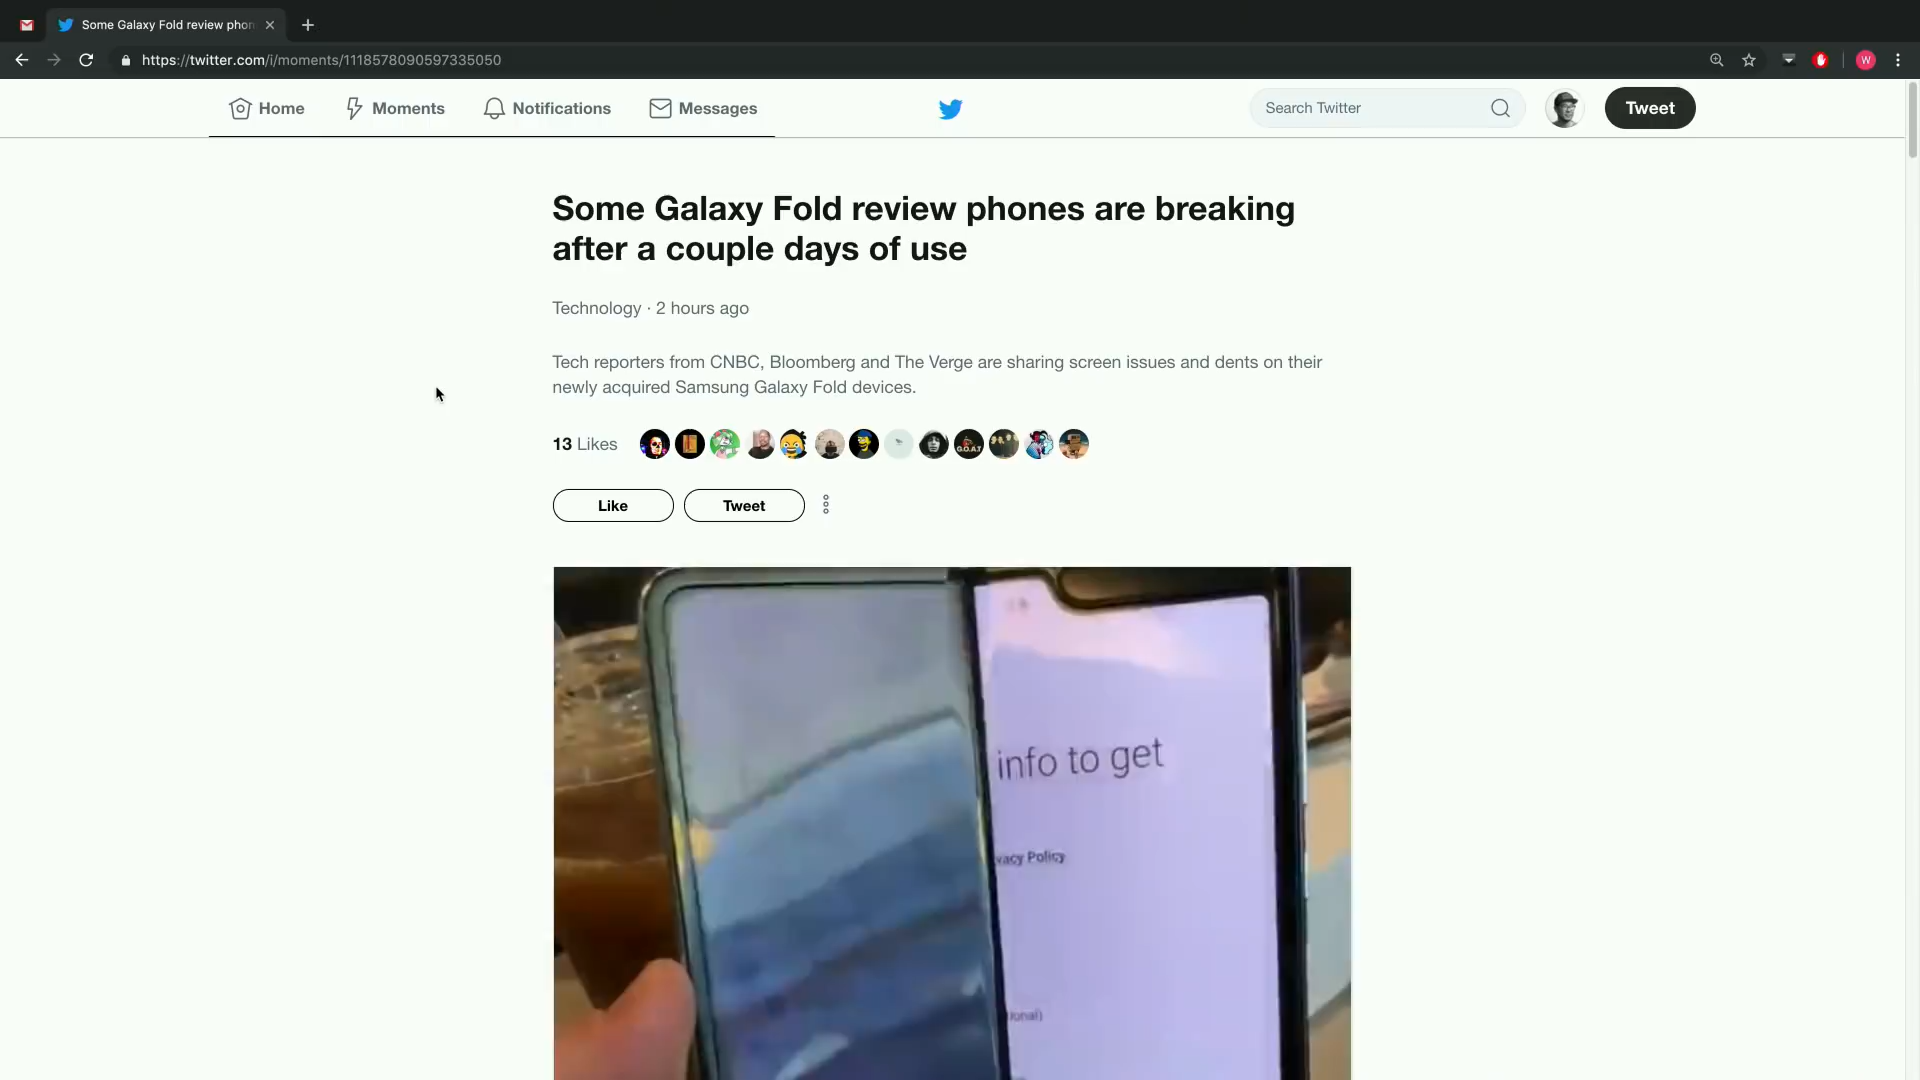 Some Galaxy Fold review phon
https://twitter.com/i/moments/1118578090597335050
W
Home
Moments
Notifications
Messages
Search Twitter
Tweet
Some Galaxy Fold review phones are breaking
after a couple days of use
Technology · 2 hours ago
Tech reporters from CNBC, Bloomberg and The Verge are sharing screen issues and dents on their
newly acquired Samsung Galaxy Fold devices.
13 Likes
G.O.A.T
Like
Tweet
info to get
vacy Policy
tional)